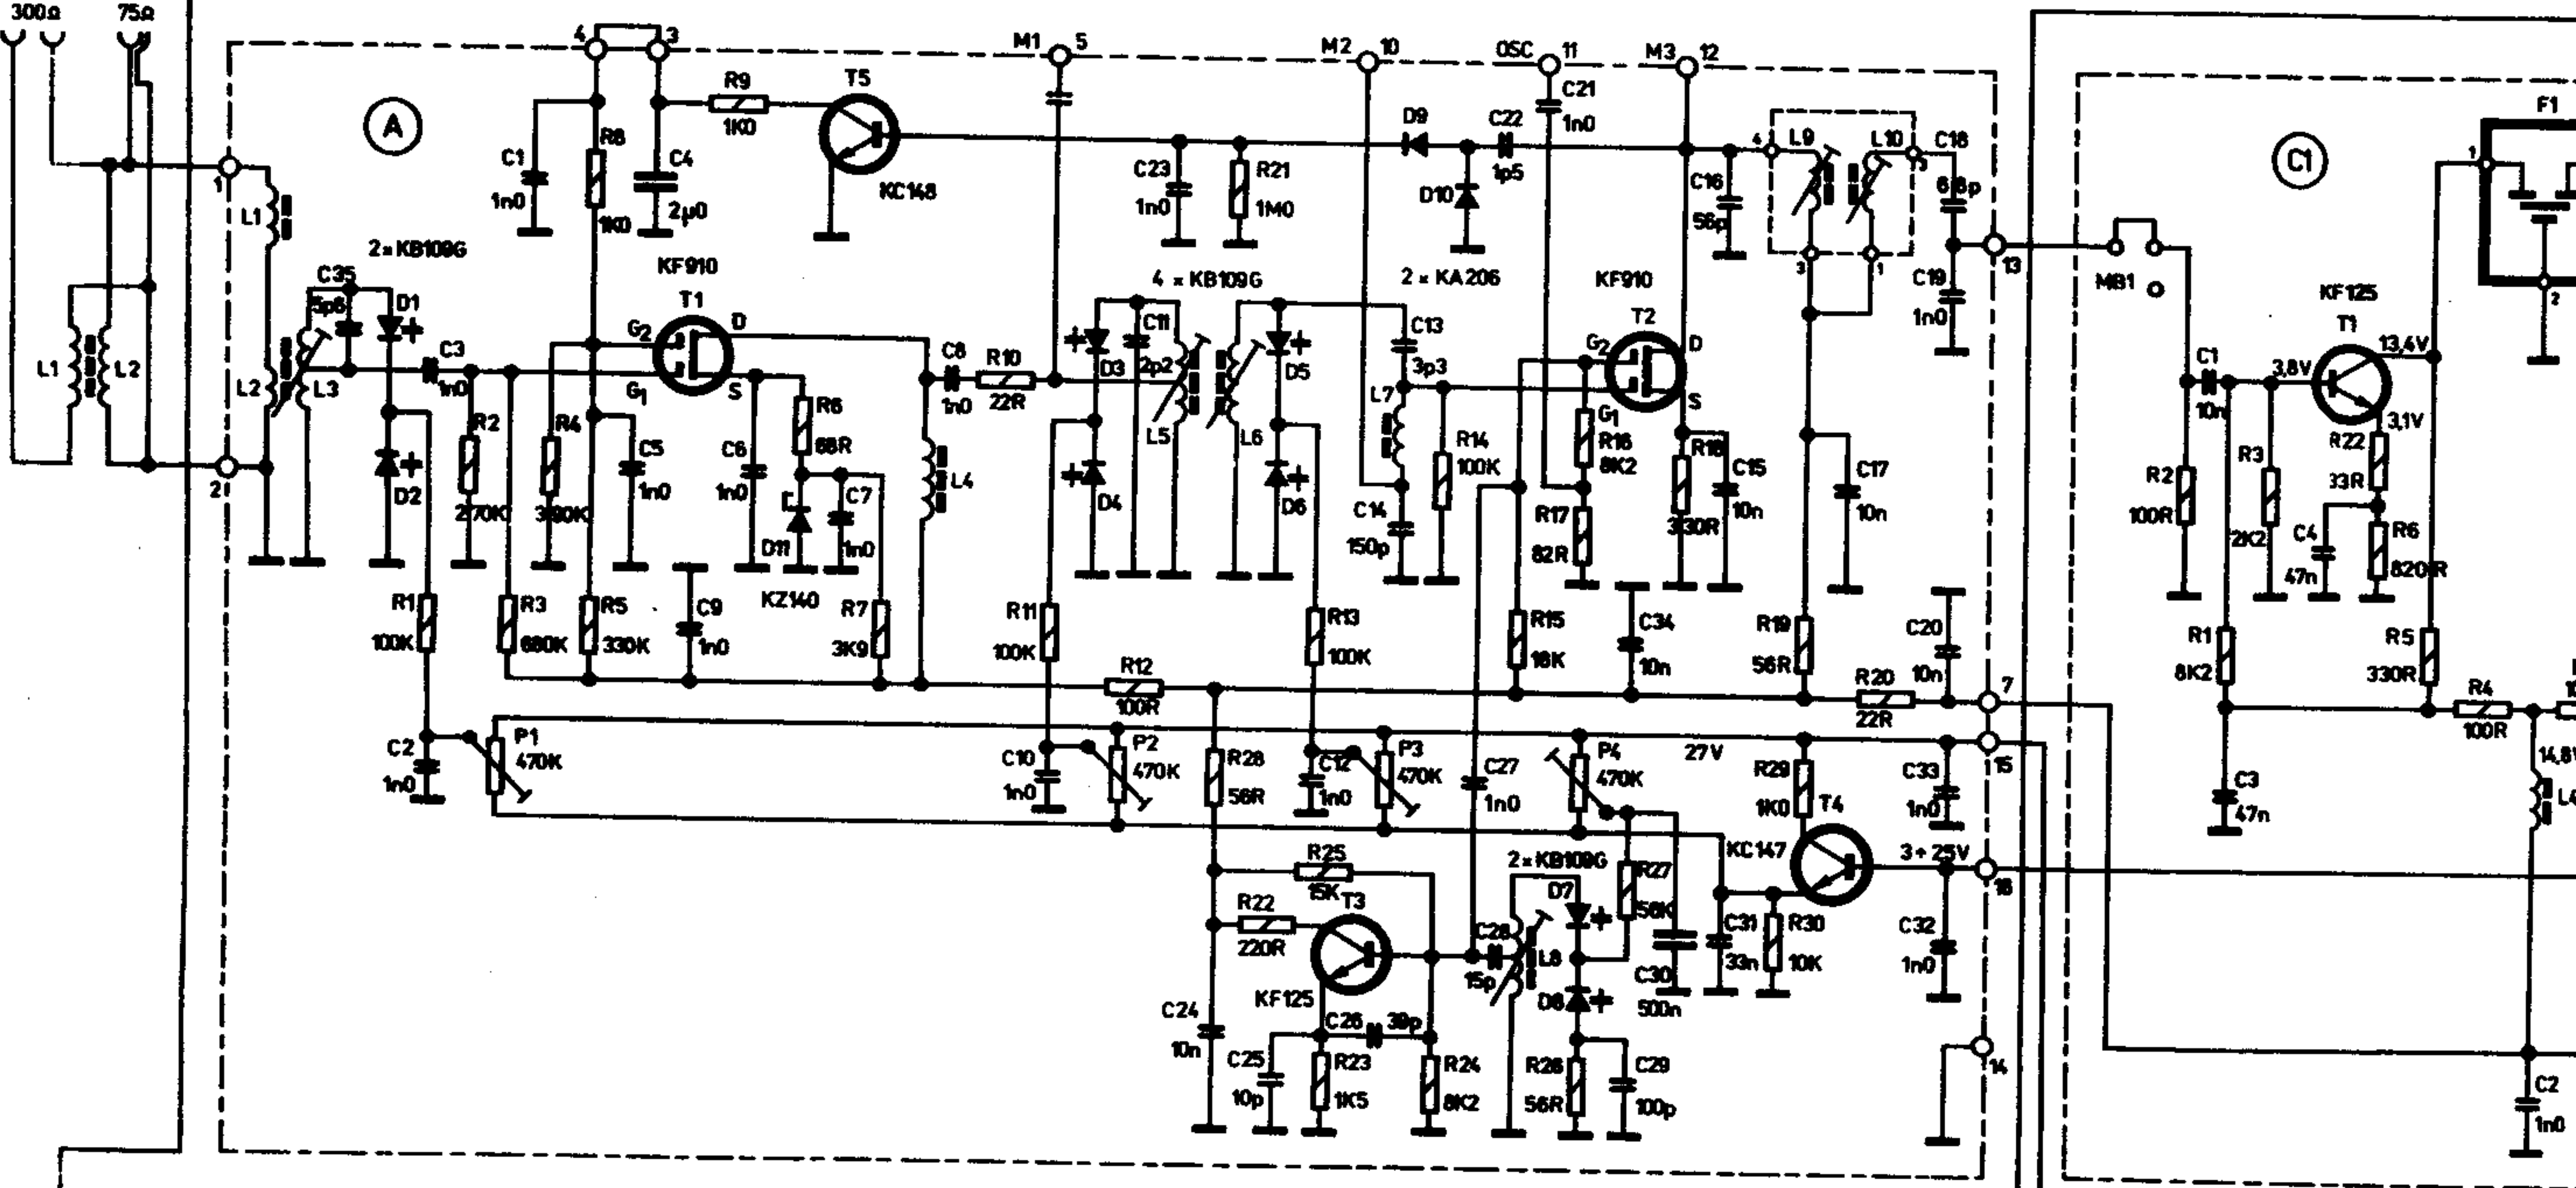 300Ω
75Ω
4
3
M1
5
M2
10
OSC
11
M3
12
A
R9
1K0
T5
KC148
C1
1n0
R8
1K0
C4
2µ0
C23
1n0
R21
1M0
D9
D10
C22
1p5
C21
1n0
C16
56p
4
L9
L10
5
3
1
C18
C19
1n0
13
1
L1
2×KB109G
C35
5p6
D1
KF910
T1
G2
G1
D
S
C3
1n0
L1
L2
L2
L3
2
D2
R2
270K
R4
390K
C5
1n0
C6
1n0
R6
68R
D11
KZ140
C7
1n0
L4
C8
1n0
R10
22R
4 × KB109G
D3
C11
2p2
D4
L5
L6
D5
D6
2 × KA206
C13
3p3
L7
C14
150p
R14
100K
KF910
T2
G2
G1
D
S
R16
8K2
R17
82R
R18
330R
C15
10n
C17
10n
R1
100K
R3
680K
R5
330K
C9
1n0
R7
3K9
R11
100K
R12
100R
R13
100K
R15
18K
C34
10n
R19
56R
R20
22R
C20
10n
7
C2
1n0
P1
470K
C10
1n0
P2
470K
R28
56R
C12
1n0
P3
470K
C27
1n0
P4
470K
27V
R29
1K0
T4
KC147
C33
1n0
15
3÷25V
16
R25
15K
R22
220R
T3
KF125
C24
10n
C25
10p
C26
39p
R23
1K5
R24
8K2
C28
15p
2×KB109G
D7
L8
D8
R27
56K
C30
500n
R26
56R
C29
100p
C31
33n
R30
10K
C32
1n0
14
C1
F1
1
2
MB1
KF125
T1
13,4V
3,8V
3,1V
C1
10n
R2
100R
R3
2K2
R22
33R
C4
47n
R6
820R
R1
8K2
R5
330R
R4
100R
C3
47n
C2
1n0